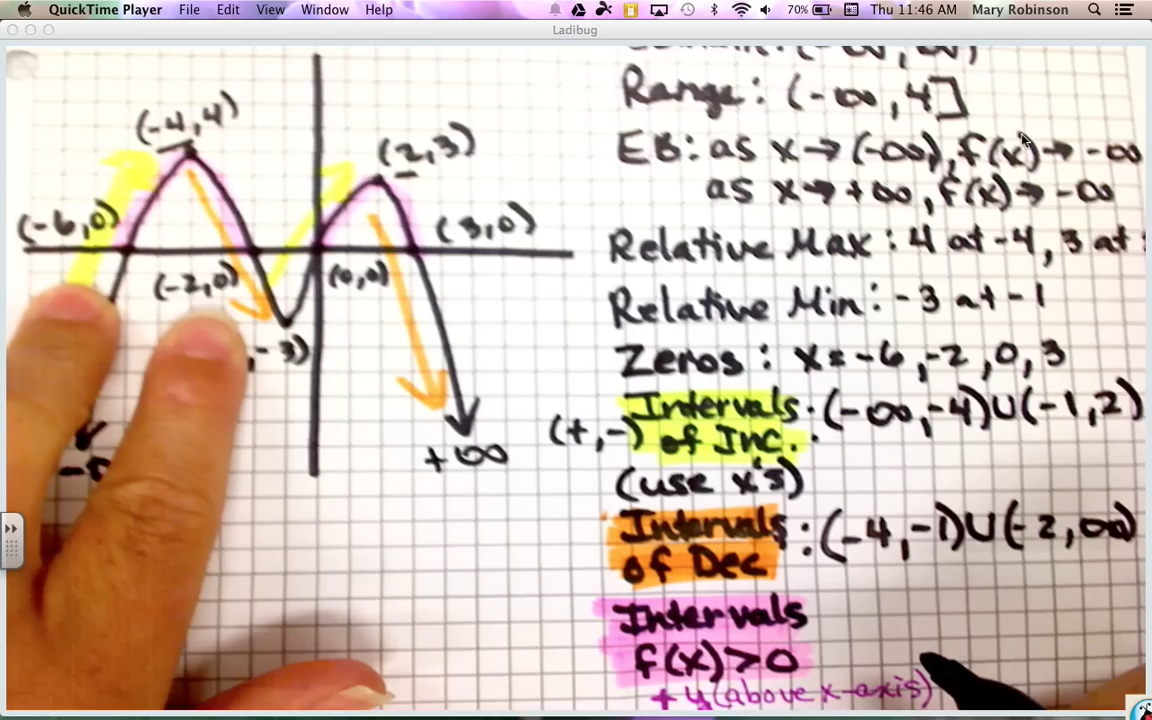 QuickTime Player File Edit View Window Help 70% Thu 11:46 AM Mary Robinson
Ladibug
(-4,4)
(2,3)
(-6,0)
(3,0)
(-2,0)
(0,0)
,-3)
+∞
Range: (-∞,4]
EB: as x→(-∞), f(x)→-∞
as x→+∞, f(x)→-∞
Relative Max: 4 at -4, 3 at
Relative Min: -3 at -1
Zeros: x=-6,-2,0,3
Intervals : (-∞,-4)∪(-1,2)
(+,-) of Inc.
(use x's)
Intervals : (-4,-1)∪(-2,∞)
of Dec
Intervals
f(x)>0
+ y (above x-axis)